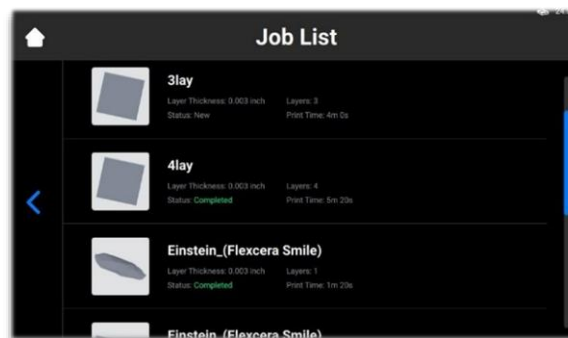 Job List
3lay
Layer Thickness: 0.003 inch Layers: 3
Status: New Print Time: 4m 0s
4lay
Layer Thickness: 0.003 inch Layers: 4
Status: Completed Print Time: 5m 20s
Einstein_(Flexcera Smile)
Layer Thickness: 0.003 inch Layers: 1
Status: Completed Print Time: 1m 20s
Einstein_(Flexcera Smile)